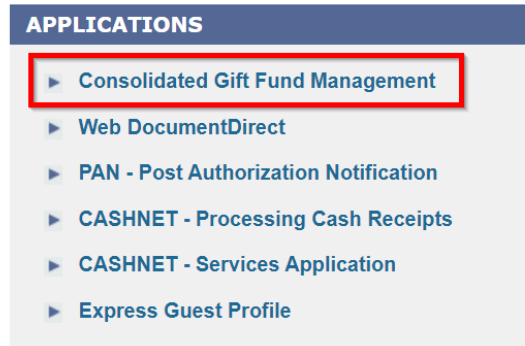 APPLICATIONS
Consolidated Gift Fund Management
Web DocumentDirect
PAN - Post Authorization Notification
CASHNET - Processing Cash Receipts
CASHNET - Services Application
Express Guest Profile